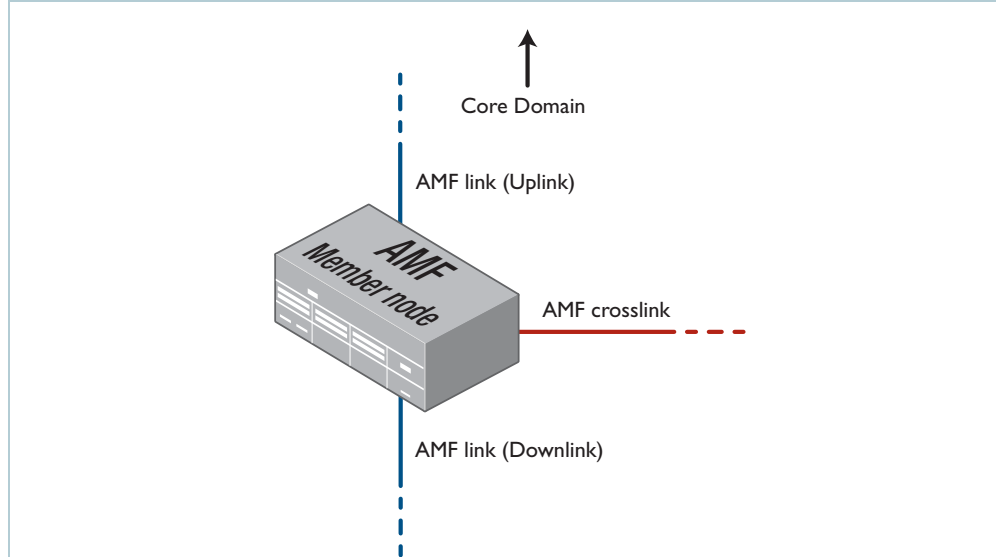 Core Domain
AMF link (Uplink)
AMF
Member node
AMF crosslink
AMF link (Downlink)